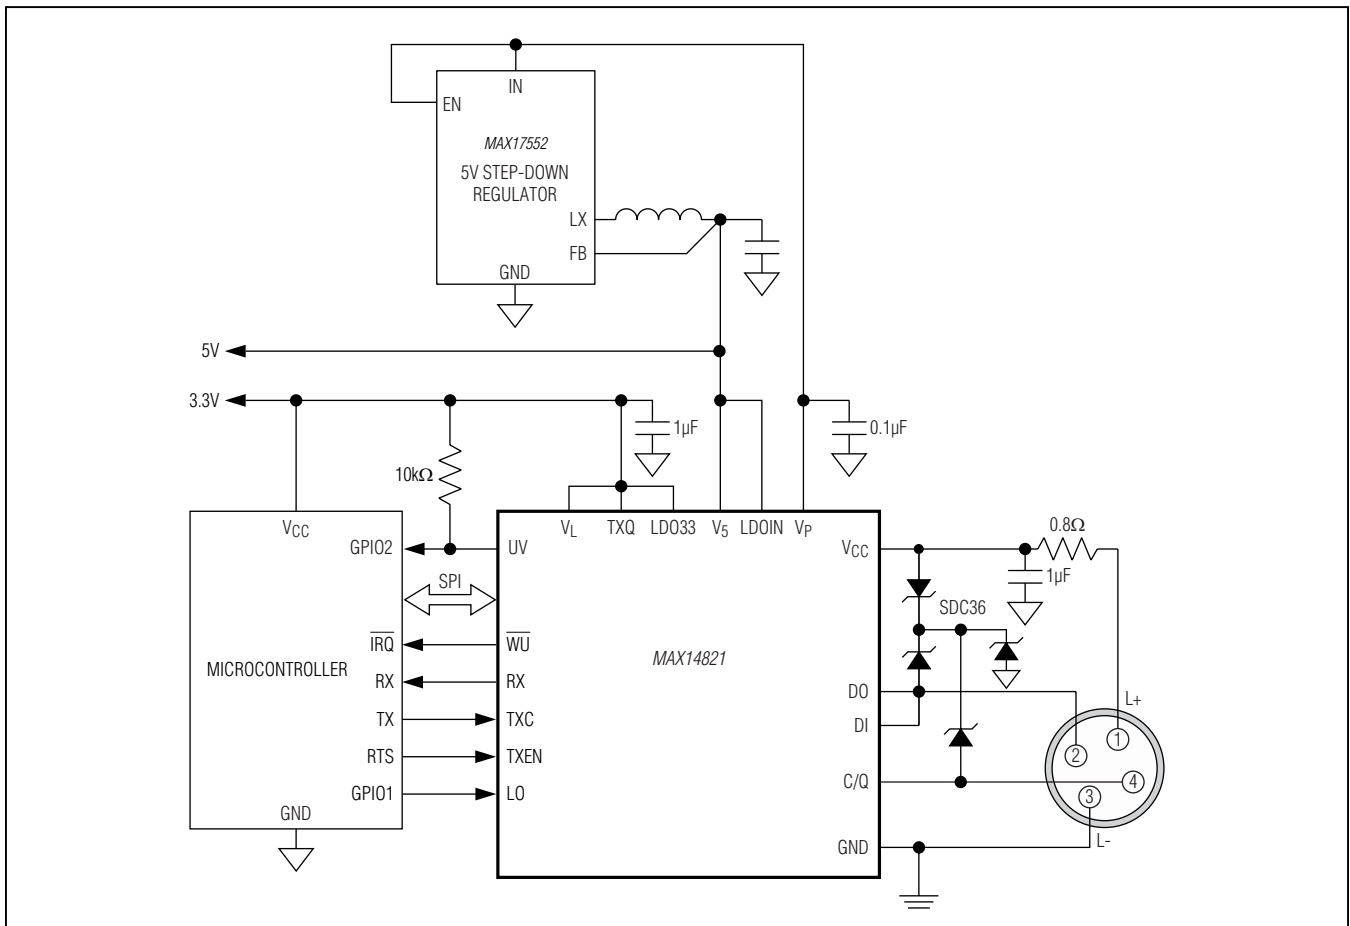 IN
EN
MAX17552
5V STEP-DOWN
REGULATOR
LX
FB
GND
5V
3.3V
1µF
0.1µF
10kΩ
VCC
GPIO2
SPI
IRQ
MICROCONTROLLER
RX
TX
RTS
GPIO1
GND
VL
TXQ
LDO33
V5
LDOIN
VP
UV
WU
RX
TXC
TXEN
LO
MAX14821
VCC
DO
DI
C/Q
GND
0.8Ω
1µF
SDC36
L+
1
2
4
3
L-